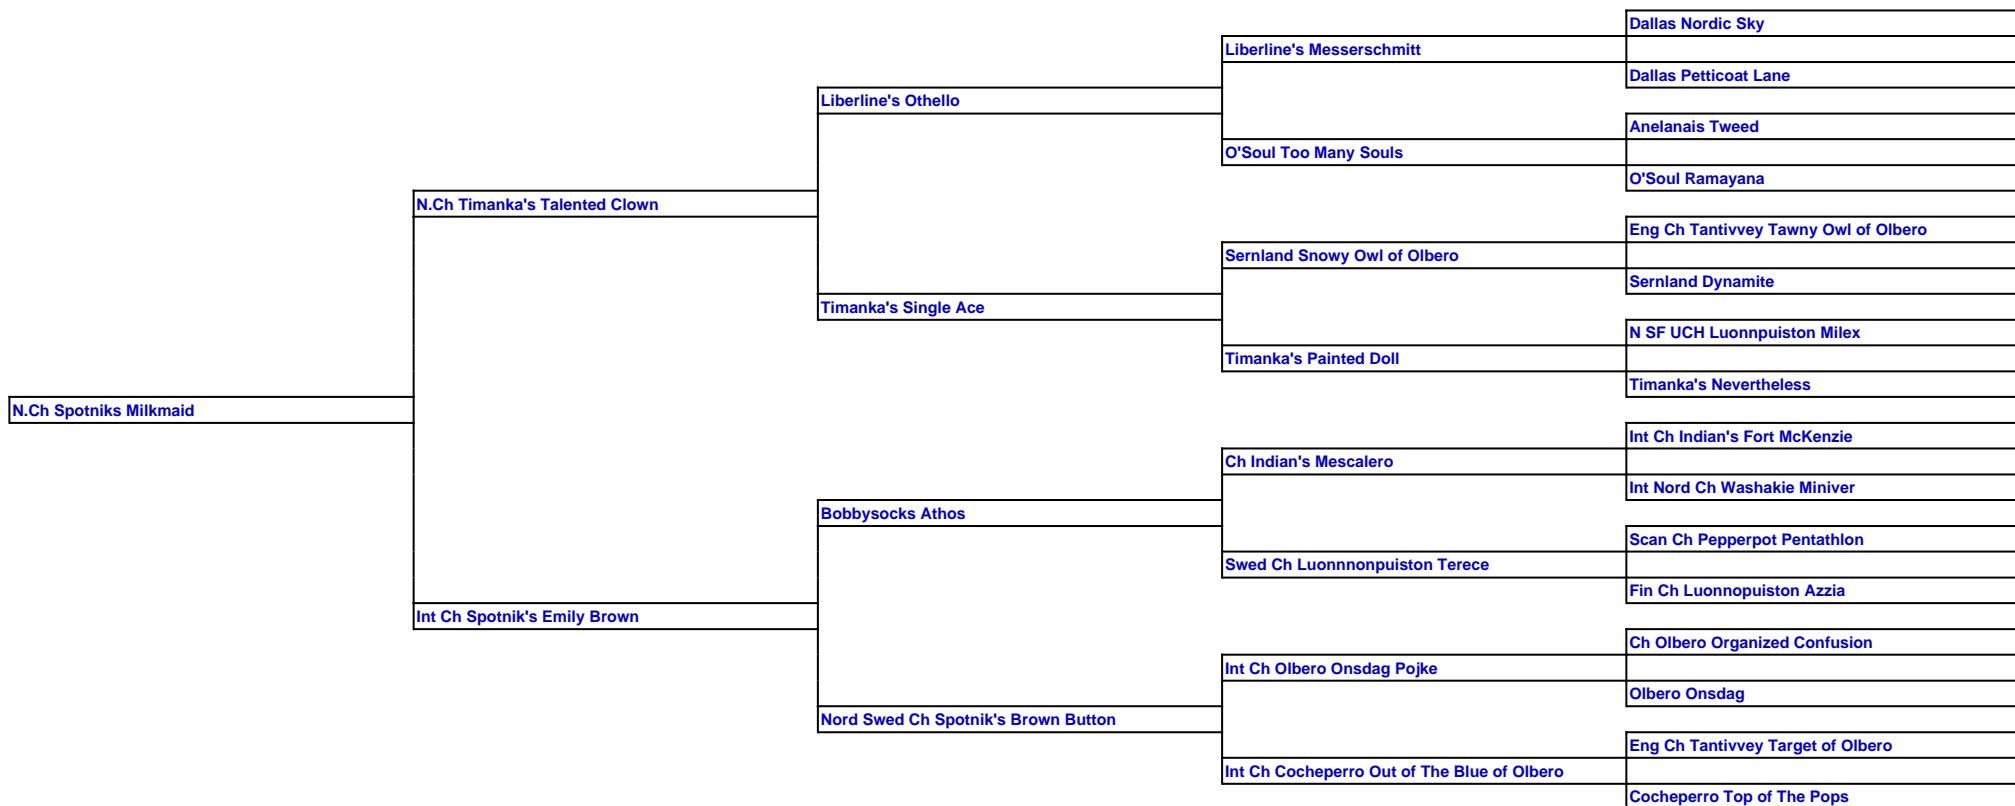 Dallas Nordic Sky
Liberline's Messerschmitt
Dallas Petticoat Lane
Liberline's Othello
Anelanais Tweed
O'Soul Too Many Souls
O'Soul Ramayana
N.Ch Timanka's Talented Clown
Eng Ch Tantivvey Tawny Owl of Olbero
Sernland Snowy Owl of Olbero
Sernland Dynamite
Timanka's Single Ace
N SF UCH Luonnpuiston Milex
Timanka's Painted Doll
Timanka's Nevertheless
N.Ch Spotniks Milkmaid
Int Ch Indian's Fort McKenzie
Ch Indian's Mescalero
Int Nord Ch Washakie Miniver
Bobbysocks Athos
Scan Ch Pepperpot Pentathlon
Swed Ch Luonnnonpuiston Terece
Fin Ch Luonnopuiston Azzia
Int Ch Spotnik's Emily Brown
Ch Olbero Organized Confusion
Int Ch Olbero Onsdag Pojke
Olbero Onsdag
Nord Swed Ch Spotnik's Brown Button
Eng Ch Tantivvey Target of Olbero
Int Ch Cocheperro Out of The Blue of Olbero
Cocheperro Top of The Pops